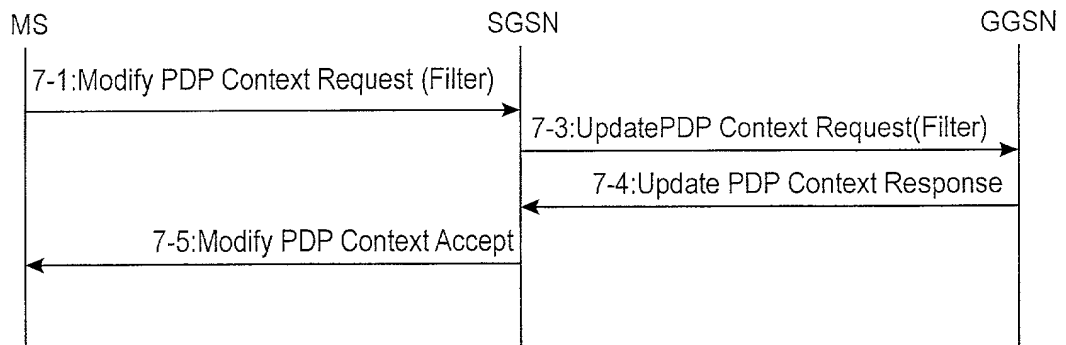 MS
SGSN
GGSN
7-1:Modify PDP Context Request (Filter)
7-3:UpdatePDP Context Request(Filter)
7-4:Update PDP Context Response
7-5:Modify PDP Context Accept